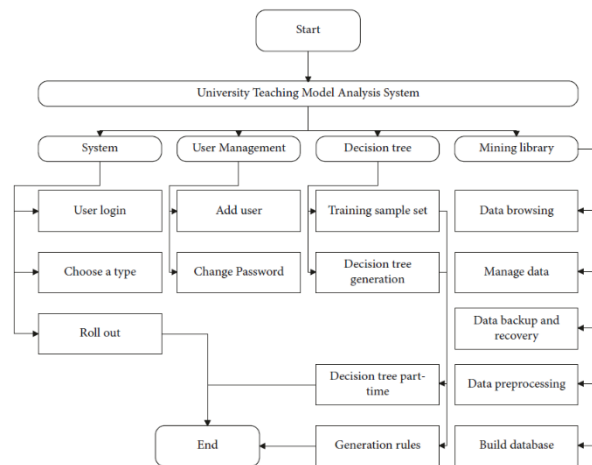 Start
University Teaching Model Analysis System
System
User Management
Decision tree
Mining library
User login
Add user
Training sample set
Data browsing
Choose a type
Change Password
Decision tree
generation
Manage data
Roll out
Data backup and
recovery
Decision tree part-
time
Data preprocessing
End
Generation rules
Build database